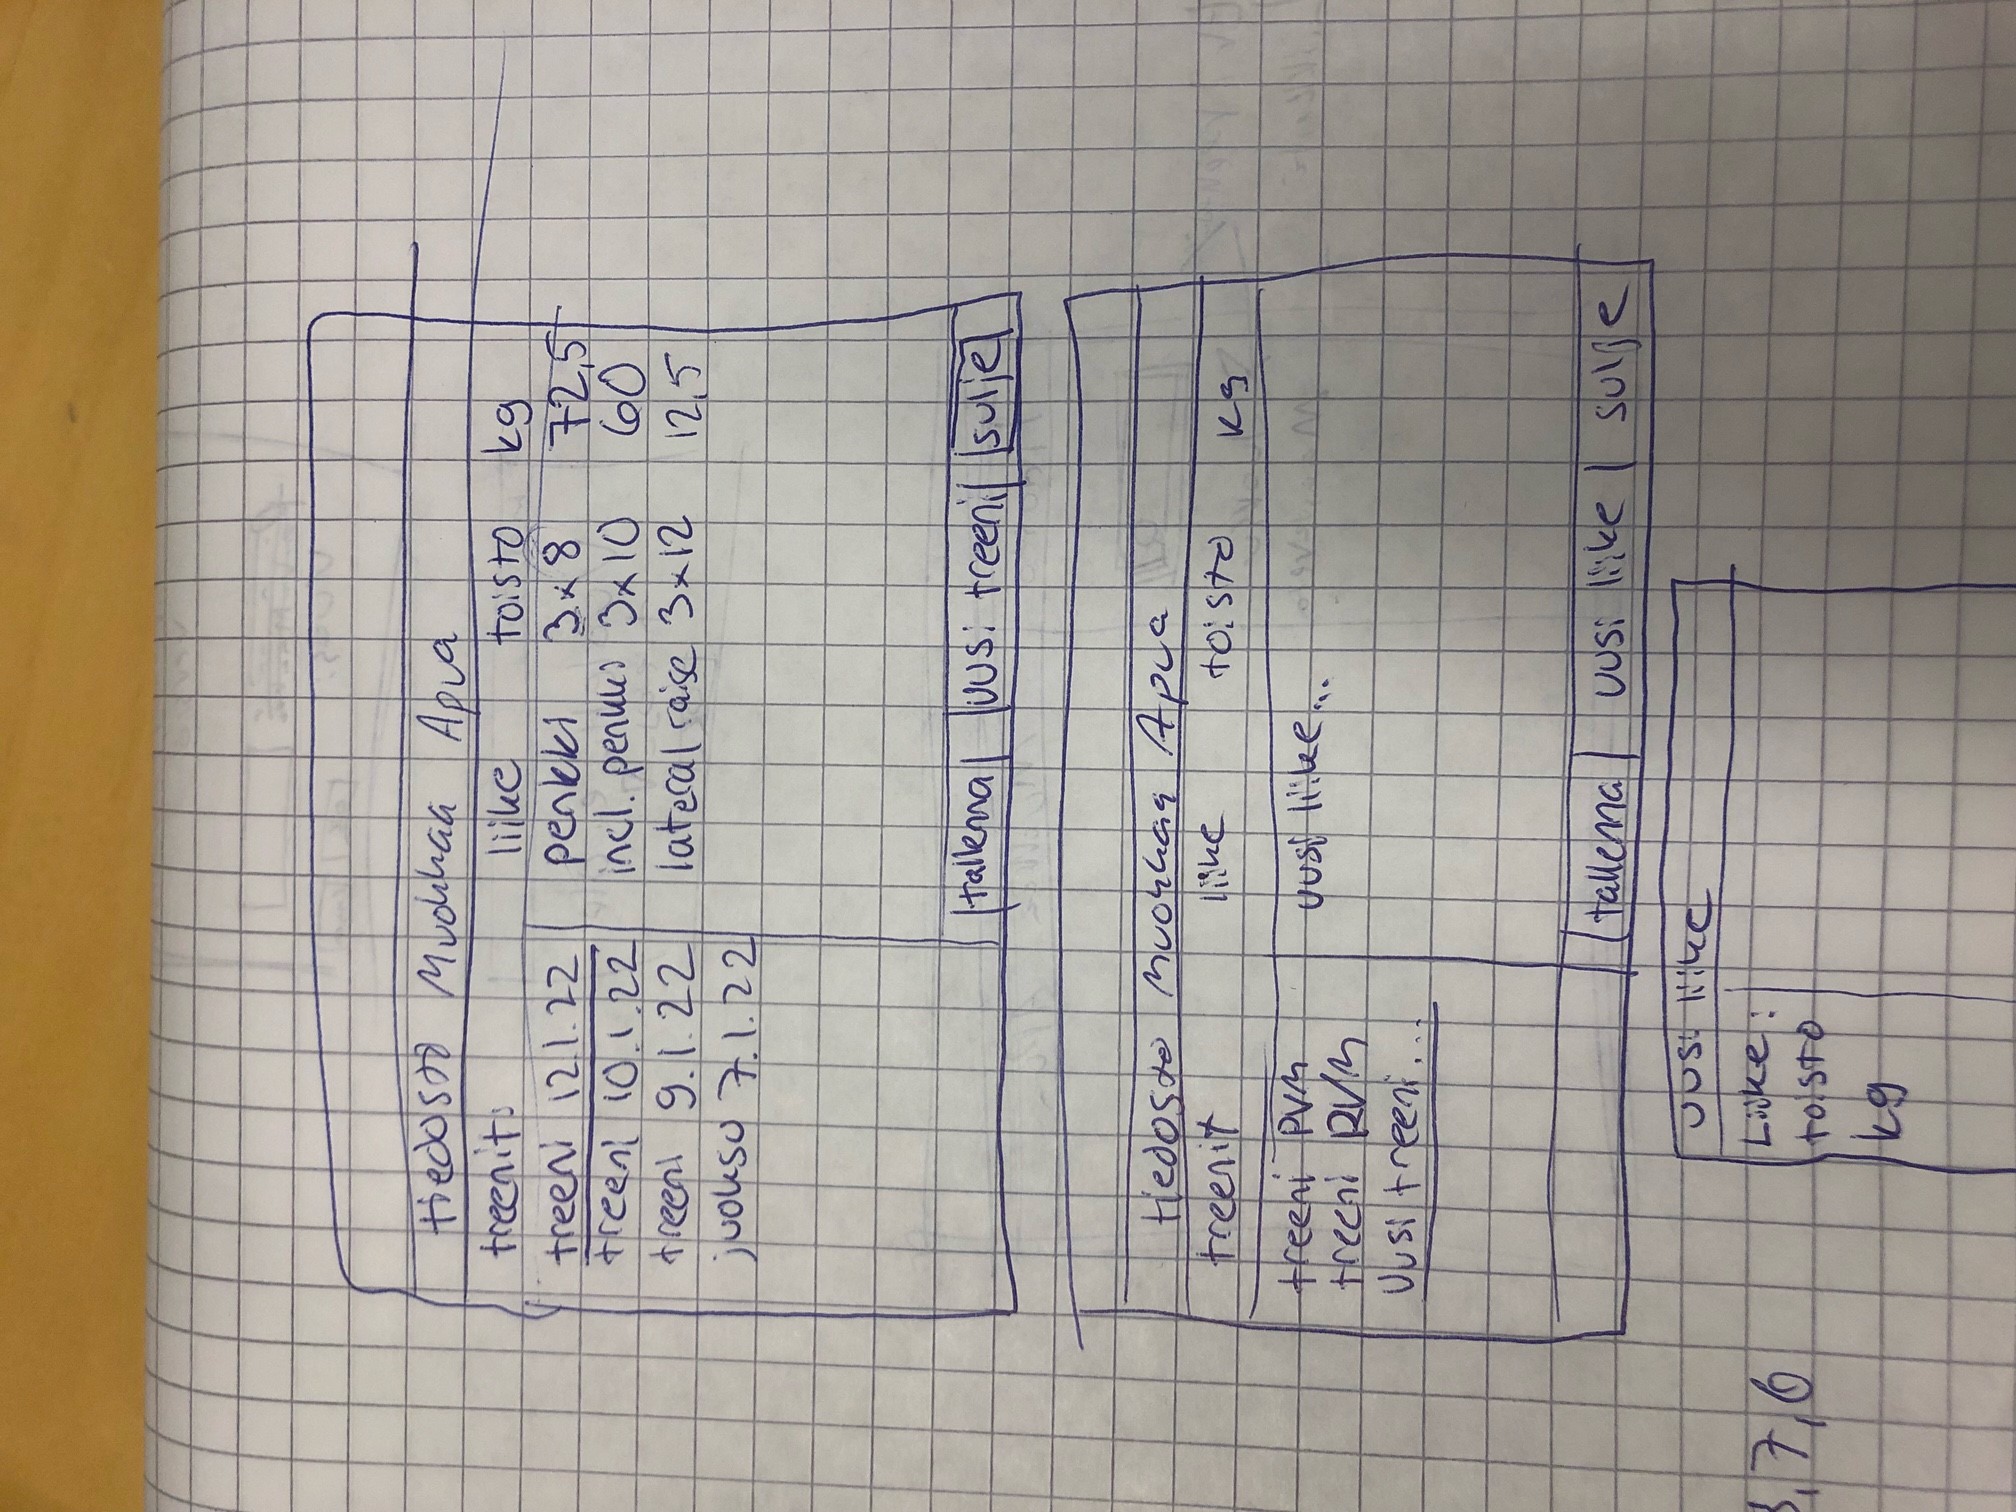 tiedosto Muokkaa Apua
treenit: liike toisto kg
treeni 12.1.22 penkki 3x8 72,5
treeni 10.1.22 incl. penkki 3x10 60
treeni 9.1.22 lateral raise 3x12 12,5
juoksu 7.1.22
tallenna uusi treeni sulje
tiedosto muokkaa Apua
treenit liike toisto kg
treeni PVM uusi liike...
treeni PVM
Uusi treeni...
tallenna uusi liike sulje
uusi liike
Liike:
toisto
kg
,7,6